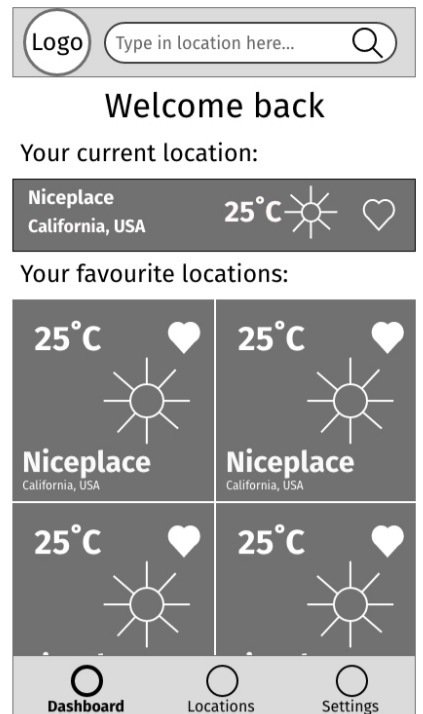 Logo
Type in location here...
Welcome back
Your current location:
Niceplace
25°C
California, USA
Your favourite locations:
25°C
25°C
Niceplace
Niceplace
California, USA
California, USA
25°C
25°C
Dashboard
Locations
Settings